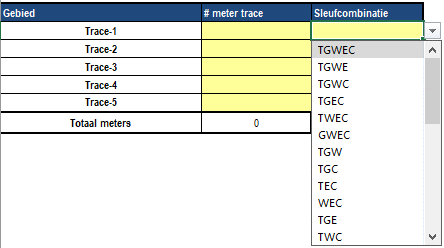 Gebied # meter trace Sleufcombinatie
Trace-1
Trace-2
Trace-3
Trace-4
Trace-5
Totaal meters 0
TGWEC
TGWE
TGWC
TGEC
TWEC
GWEC
TGW
TGC
TEC
WEC
TGE
TWC